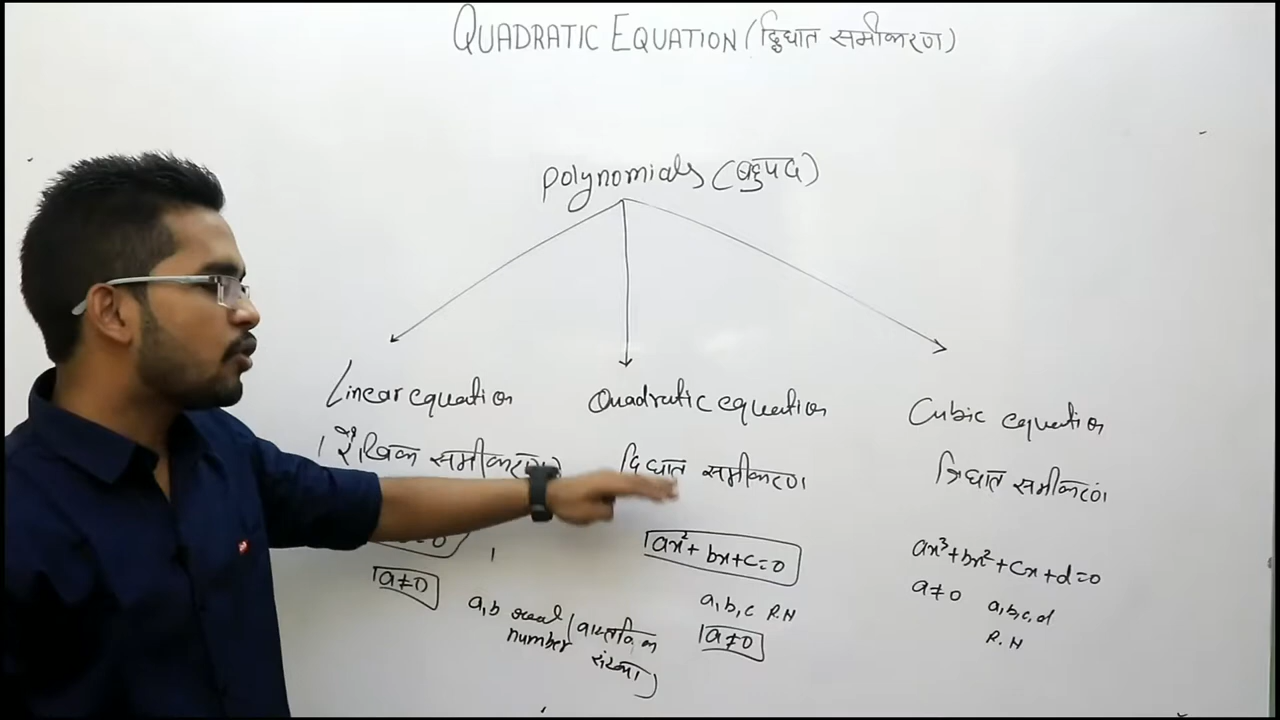 QUADRATIC EQUATION (द्विघात समीकरण)
Polynomials (बहुपद)
Linear equation
रैखिक समीकरण
Quadratic equation
द्विघात समीकरण
ax²+bx+c=0
a,b,c R.N
a≠0
Cubic equation
त्रिघात समीकरण
ax³+bx²+cx+d=0
a≠0
a,b,c,d
R.N
=0
a≠0
a,b real (वास्तविक
number संख्या)